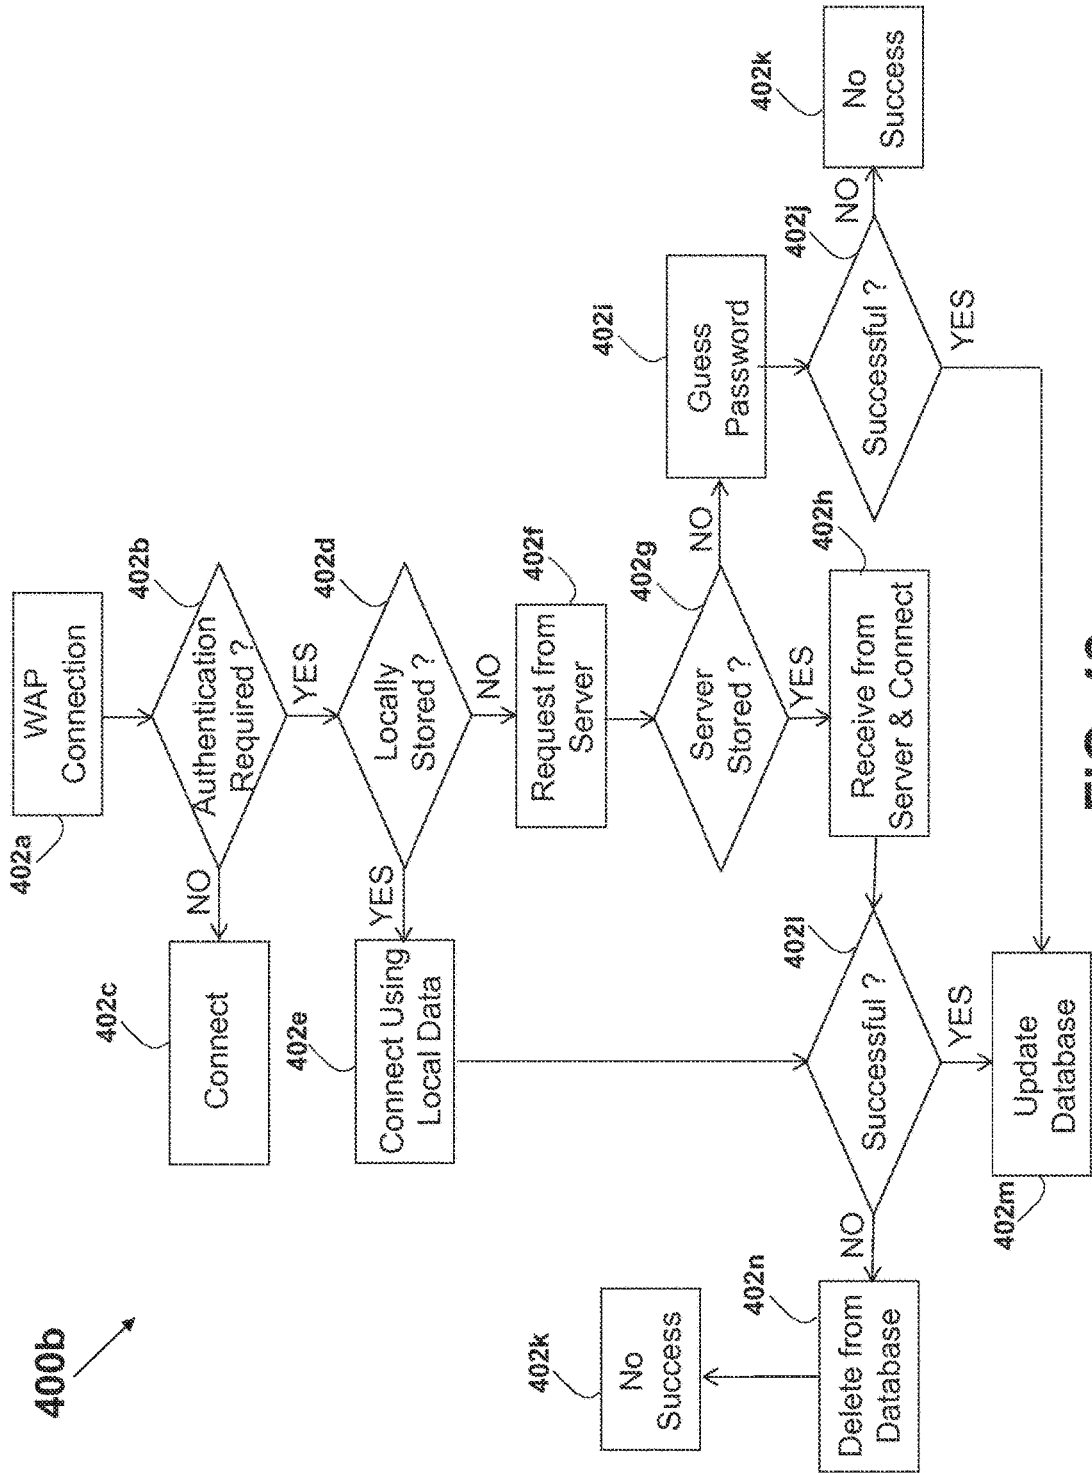 400b
402a
WAP
Connection
402b
Authentication
Required ?
NO
YES
402c
Connect
402d
Locally
Stored ?
YES
NO
402e
Connect Using
Local Data
402f
Request from
Server
402g
Server
Stored ?
NO
YES
402h
Receive from
Server & Connect
402i
Guess
Password
402j
Successful ?
NO
YES
402k
No
Success
402l
Successful ?
NO
YES
402m
Update
Database
402n
Delete from
Database
402k
No
Success